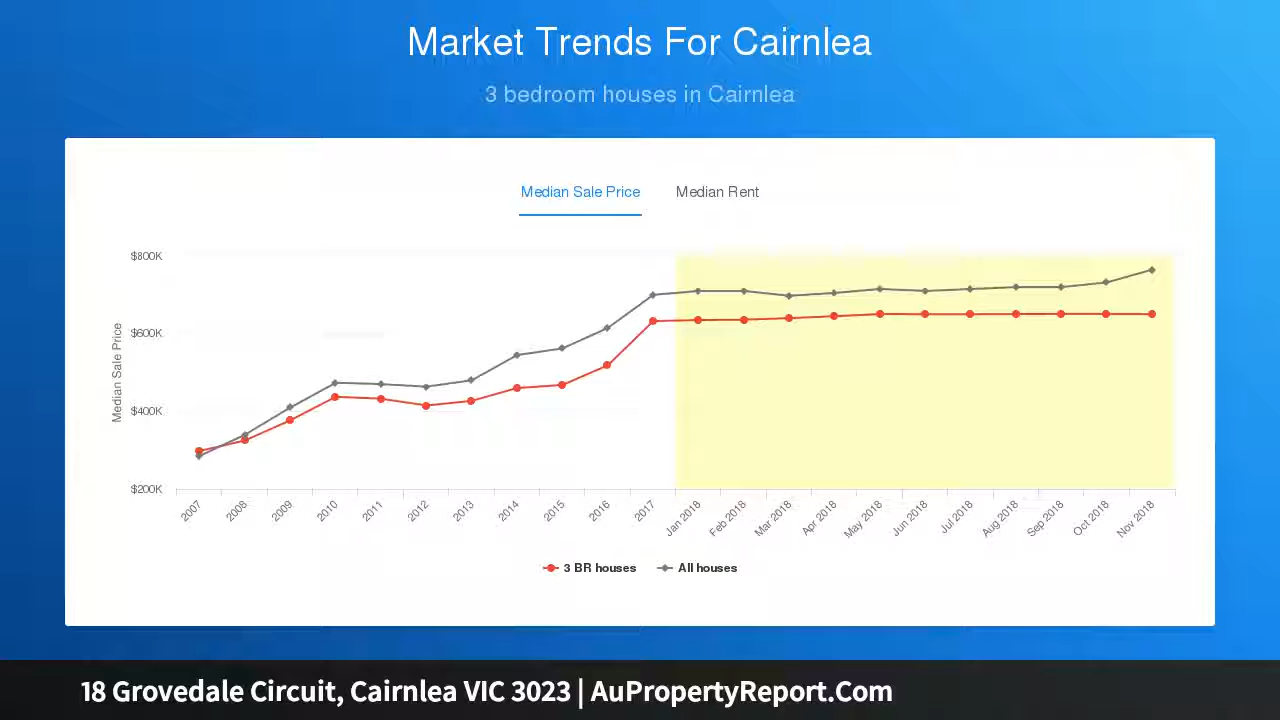 Market Trends For Cairnlea
3 bedroom houses in Cairnlea
Median Sale Price Median Rent
$800K
$600K
$400K
$200K
Median Sale Price
2007 2008 2009 2010 2011 2012 2013 2014 2015 2016 2017 Jan 2018 Feb 2018 Mar 2018 Apr 2018 May 2018 Jun 2018 Jul 2018 Aug 2018 Sep 2018 Oct 2018 Nov 2018
3 BR houses All houses
18 Grovedale Circuit, Cairnlea VIC 3023 | AuPropertyReport.Com